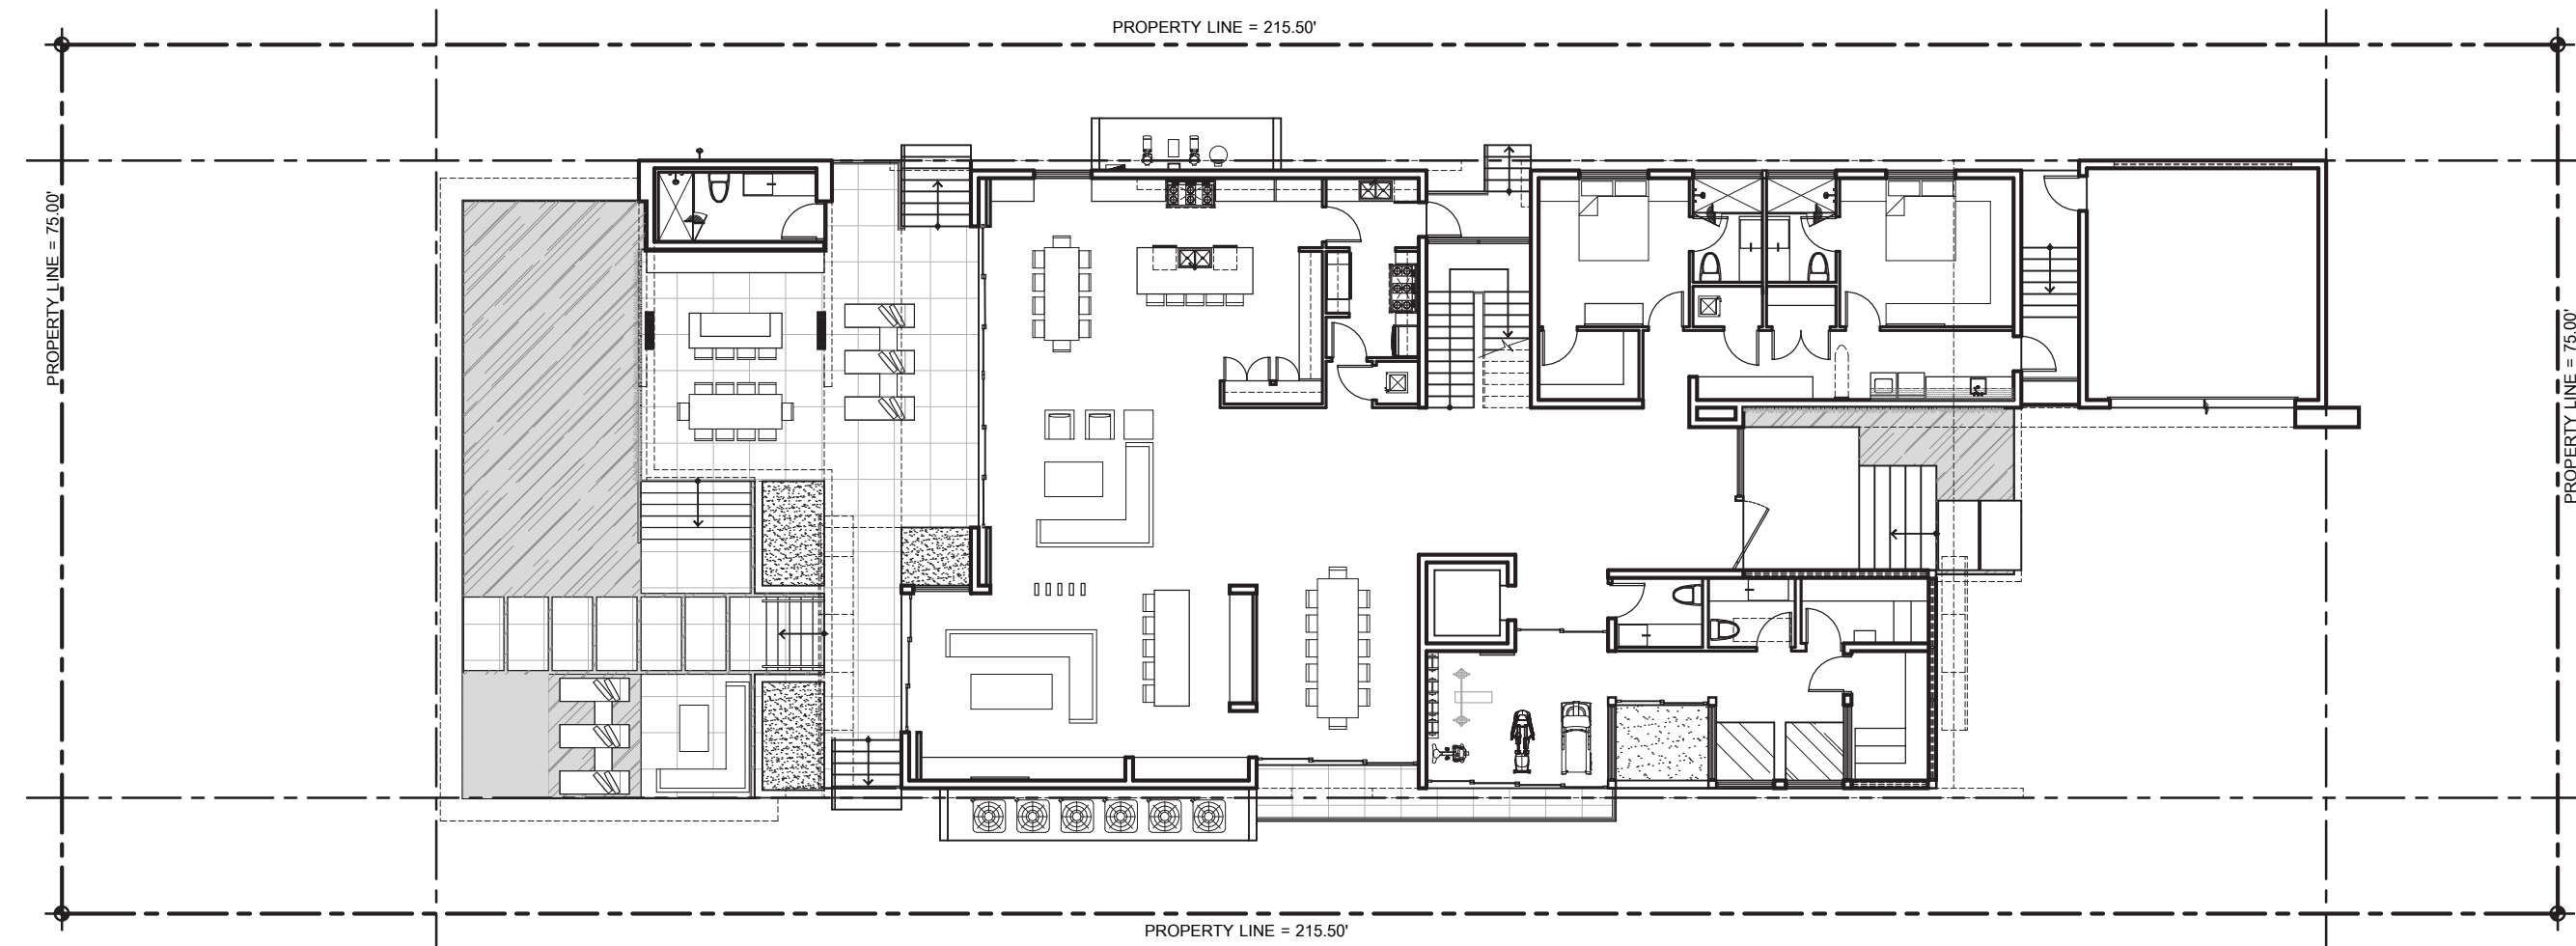 PROPERTY LINE = 215.50'
PROPERTY LINE = 75.00'
PROPERTY LINE = 75.00'
PROPERTY LINE = 215.50'